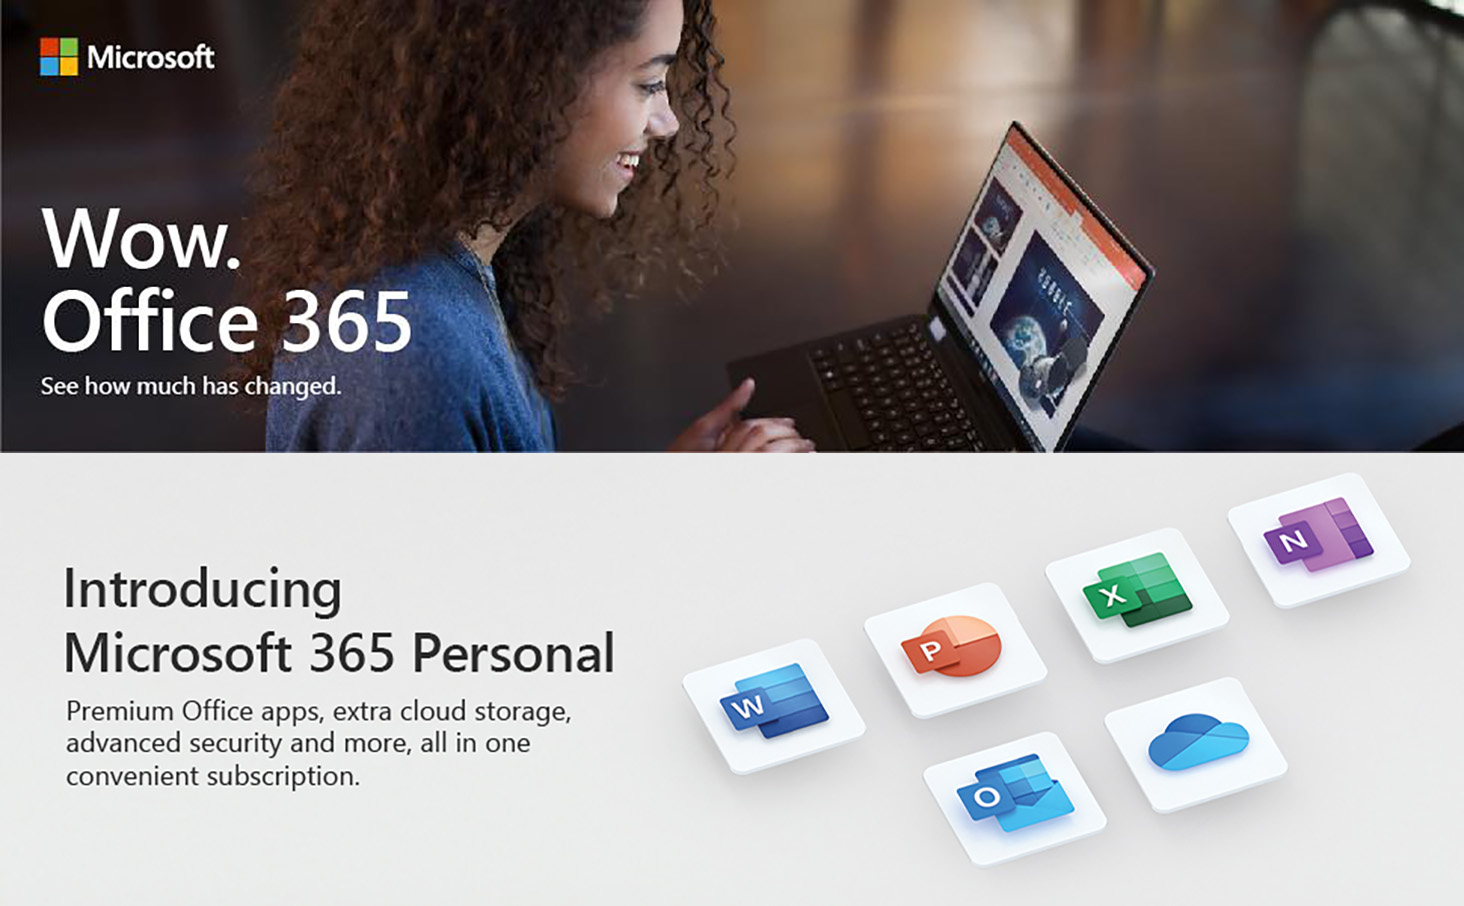 Microsoft
Wow.
Office 365
See how much has changed.
Introducing
Microsoft 365 Personal
Premium Office apps, extra cloud storage,
advanced security and more, all in one
convenient subscription.
N
X
P
W
O